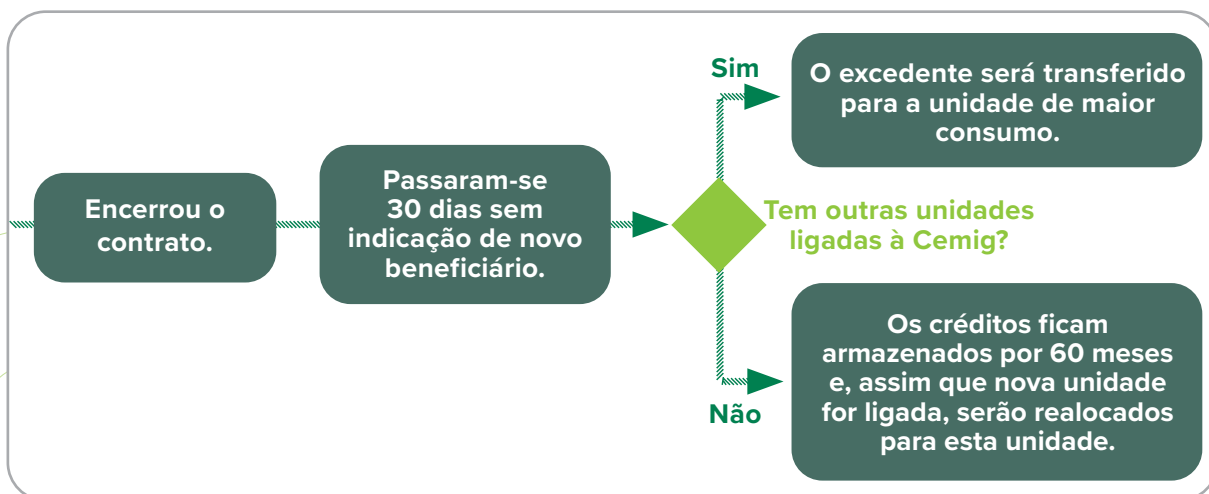 Encerrou o
contrato.
Passaram-se
30 dias sem
indicação de novo
beneficiário.
Tem outras unidades
ligadas à Cemig?
Sim
O excedente será transferido
para a unidade de maior
consumo.
Não
Os créditos ficam
armazenados por 60 meses
e, assim que nova unidade
for ligada, serão realocados
para esta unidade.